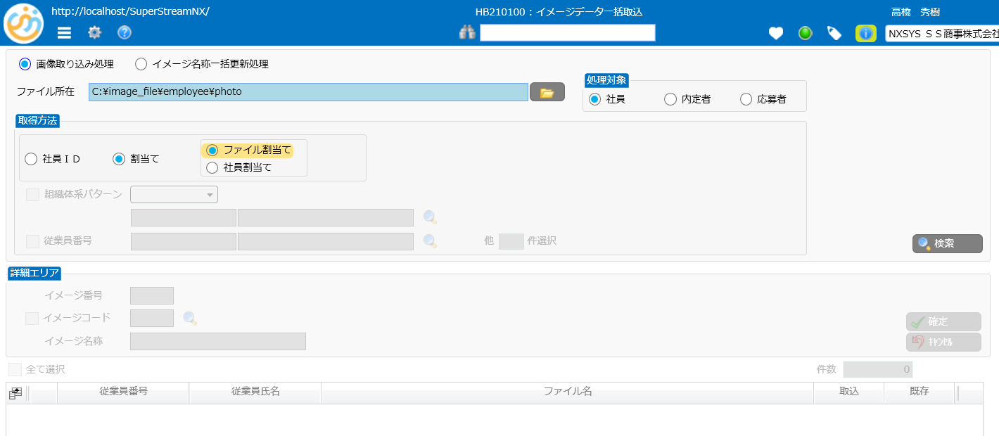 http://localhost/SuperStreamNX/
HB210100：イメージデータ一括取込
高橋　秀樹
NXSYS ＳＳ商事株式会社
画像取り込み処理
イメージ名称一括更新処理
ファイル所在
C:¥image_file¥employee¥photo
処理対象
社員
内定者
応募者
取得方法
社員ＩＤ
割当て
ファイル割当て
社員割当て
組織体系パターン
従業員番号
他
件選択
検索
詳細エリア
イメージ番号
イメージコード
イメージ名称
確定
ｷｬﾝｾﾙ
全て選択
件数
0
従業員番号
従業員氏名
ファイル名
取込
既存